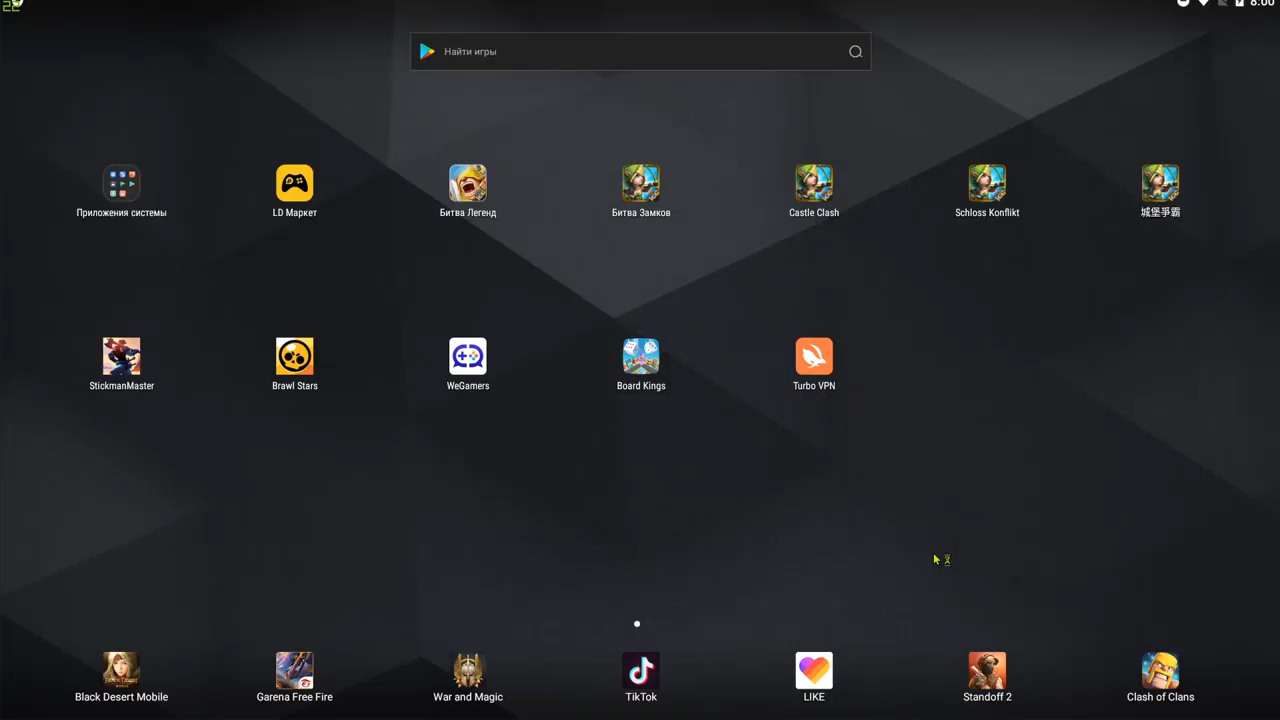 22
8:00
Найти игры
Приложения системы
LD Маркет
Битва Легенд
Битва Замков
Castle Clash
Schloss Konflikt
城堡爭霸
StickmanMaster
Brawl Stars
WeGamers
Board Kings
Turbo VPN
Black Desert Mobile
Garena Free Fire
War and Magic
TikTok
LIKE
Standoff 2
Clash of Clans